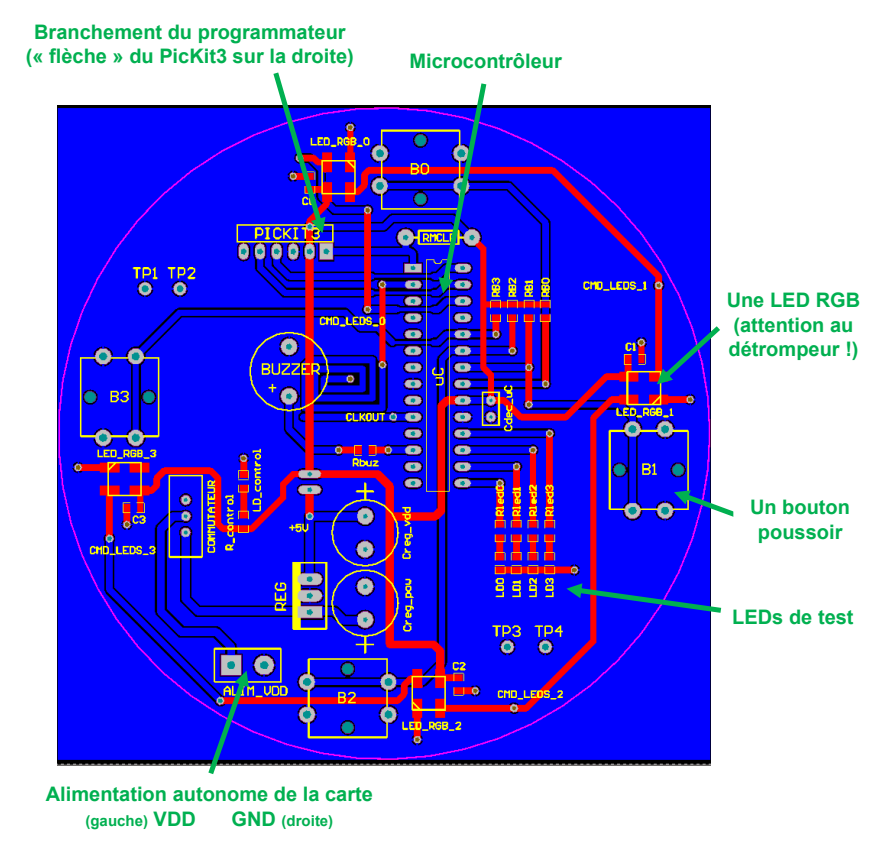 Branchement du programmateur
(« flèche » du PicKit3 sur la droite)
Microcontrôleur
LED_RGB_0
B0
PICKIT3
RMCLR
TP1 TP2
RB3
RB2
RB1
RB0
CMD_LEDS_1
CMD_LEDS_0
Une LED RGB
(attention au
détrompeur !)
C1
BUZZER
+
uC
B3
CLKOUT
Cdec_uC
LED_RGB_1
LED_RGB_3
Rbuz
B1
C3
COMMUTATEUR
R_control
LD_control
+5V
Creg_vdd
Rled0
Rled1
Rled2
Rled3
Un bouton
poussoir
CMD_LEDS_3
REG
Creg_pau
LD0
LD1
LD2
LD3
LEDs de test
TP3 TP4
ALIM_VDD
B2
C2
CMD_LEDS_2
LED_RGB_2
Alimentation autonome de la carte
(gauche) VDD GND (droite)